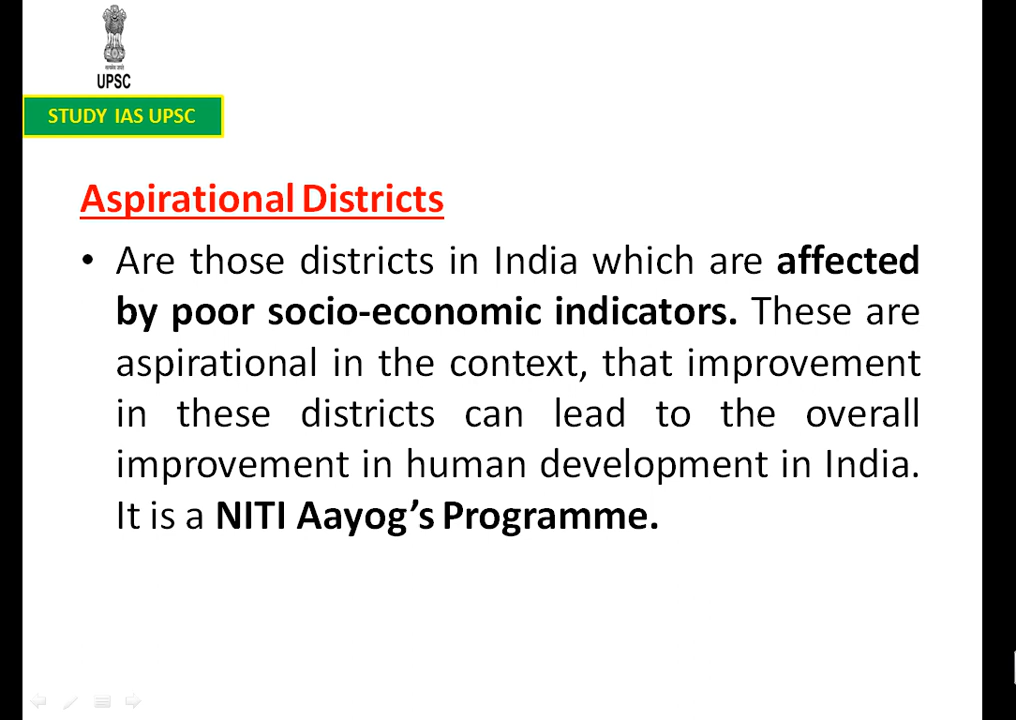 UPSC
STUDY IAS UPSC
Aspirational Districts
• Are those districts in India which are affected
by poor socio-economic indicators. These are
aspirational in the context, that improvement
in these districts can lead to the overall
improvement in human development in India.
It is a NITI Aayog’s Programme.